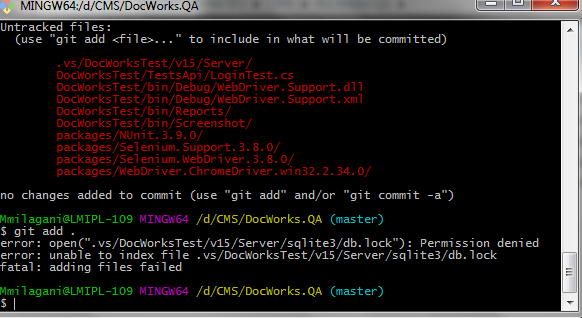 MINGW64:/d/CMS/DocWorks.QA
Untracked files:
(use "git add <file>..." to include in what will be committed)
.vs/DocWorksTest/v15/Server/
DocWorksTest/TestsApi/LoginTest.cs
DocWorksTest/bin/Debug/WebDriver.Support.dll
DocWorksTest/bin/Debug/WebDriver.Support.xml
DocWorksTest/bin/Reports/
DocWorksTest/bin/Screenshot/
packages/NUnit.3.9.0/
packages/Selenium.Support.3.8.0/
packages/Selenium.WebDriver.3.8.0/
packages/WebDriver.ChromeDriver.win32.2.34.0/
no changes added to commit (use "git add" and/or "git commit -a")
Mmilagani@LMIPL-109 MINGW64 /d/CMS/DocWorks.QA (master)
$ git add .
error: open(".vs/DocWorksTest/v15/Server/sqlite3/db.lock"): Permission denied
error: unable to index file .vs/DocWorksTest/v15/Server/sqlite3/db.lock
fatal: adding files failed
Mmilagani@LMIPL-109 MINGW64 /d/CMS/DocWorks.QA (master)
$